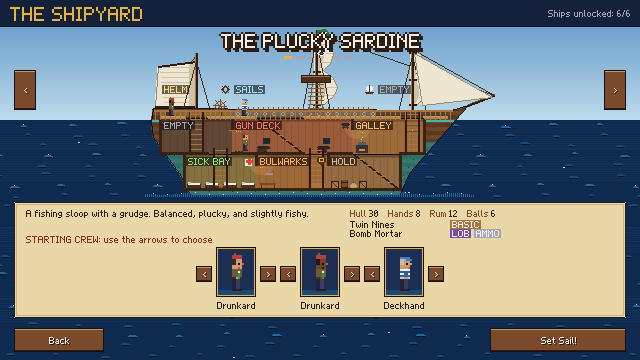 THE SHIPYARD
Ships unlocked: 6/6
THE PLUCKY SARDINE
HELM SAILS EMPTY
EMPTY GUN DECK GALLEY
SICK BAY BULWARKS HOLD
A fishing sloop with a grudge. Balanced, plucky, and slightly fishy.
Hull 30 Hands 8 Rum 12 Balls 6
Twin Nines BASIC
Bomb Mortar LOB AMMO
STARTING CREW: use the arrows to choose
< > < > < >
Drunkard Drunkard Deckhand
Back Set Sail!